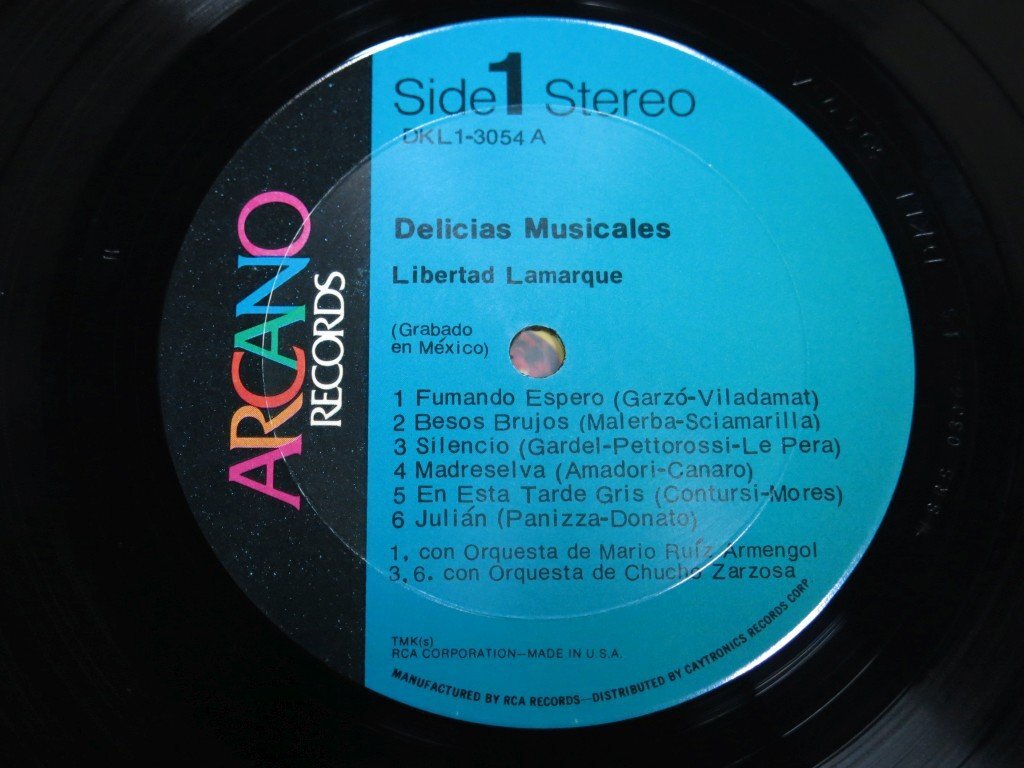 Side 1 Stereo
DKL1-3054 A
Delicias Musicales
Libertad Lamarque
(Grabado
en México)
1 Fumando Espero (Garzó-Viladamat)
2 Besos Brujos (Malerba-Sciamarilla)
3 Silencio (Gardel-Pettorossi-Le Pera)
4 Madreselva (Amadori-Canaro)
5 En Esta Tarde Gris (Contursi-Mores)
6 Julián (Panizza-Donato)
1, con Orquesta de Mario Ruíz Armengol
3,6. con Orquesta de Chucho Zarzosa
TMK(s)
RCA CORPORATION—MADE IN U.S.A.
MANUFACTURED BY RCA RECORDS—DISTRIBUTED BY CAYTRONICS RECORDS CORP.
ARCANO
RECORDS